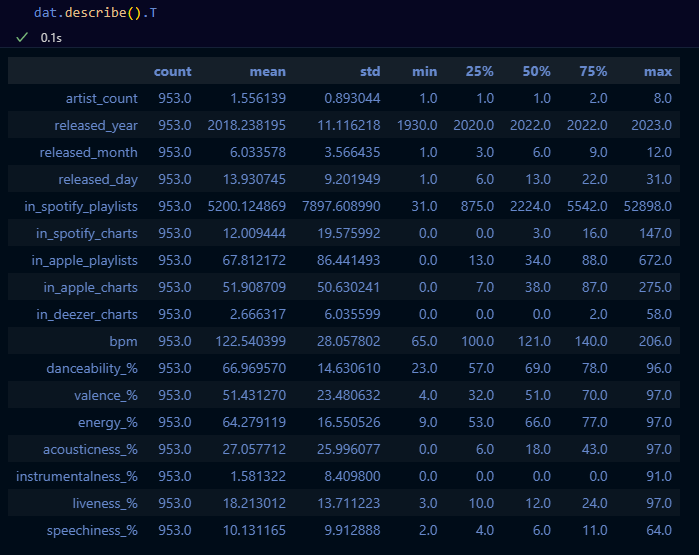 dat.describe().T
0.1s
count mean std min 25% 50% 75% max
artist_count 953.0 1.556139 0.893044 1.0 1.0 1.0 2.0 8.0
released_year 953.0 2018.238195 11.116218 1930.0 2020.0 2022.0 2022.0 2023.0
released_month 953.0 6.033578 3.566435 1.0 3.0 6.0 9.0 12.0
released_day 953.0 13.930745 9.201949 1.0 6.0 13.0 22.0 31.0
in_spotify_playlists 953.0 5200.124869 7897.608990 31.0 875.0 2224.0 5542.0 52898.0
in_spotify_charts 953.0 12.009444 19.575992 0.0 0.0 3.0 16.0 147.0
in_apple_playlists 953.0 67.812172 86.441493 0.0 13.0 34.0 88.0 672.0
in_apple_charts 953.0 51.908709 50.630241 0.0 7.0 38.0 87.0 275.0
in_deezer_charts 953.0 2.666317 6.035599 0.0 0.0 0.0 2.0 58.0
bpm 953.0 122.540399 28.057802 65.0 100.0 121.0 140.0 206.0
danceability_% 953.0 66.969570 14.630610 23.0 57.0 69.0 78.0 96.0
valence_% 953.0 51.431270 23.480632 4.0 32.0 51.0 70.0 97.0
energy_% 953.0 64.279119 16.550526 9.0 53.0 66.0 77.0 97.0
acousticness_% 953.0 27.057712 25.996077 0.0 6.0 18.0 43.0 97.0
instrumentalness_% 953.0 1.581322 8.409800 0.0 0.0 0.0 0.0 91.0
liveness_% 953.0 18.213012 13.711223 3.0 10.0 12.0 24.0 97.0
speechiness_% 953.0 10.131165 9.912888 2.0 4.0 6.0 11.0 64.0